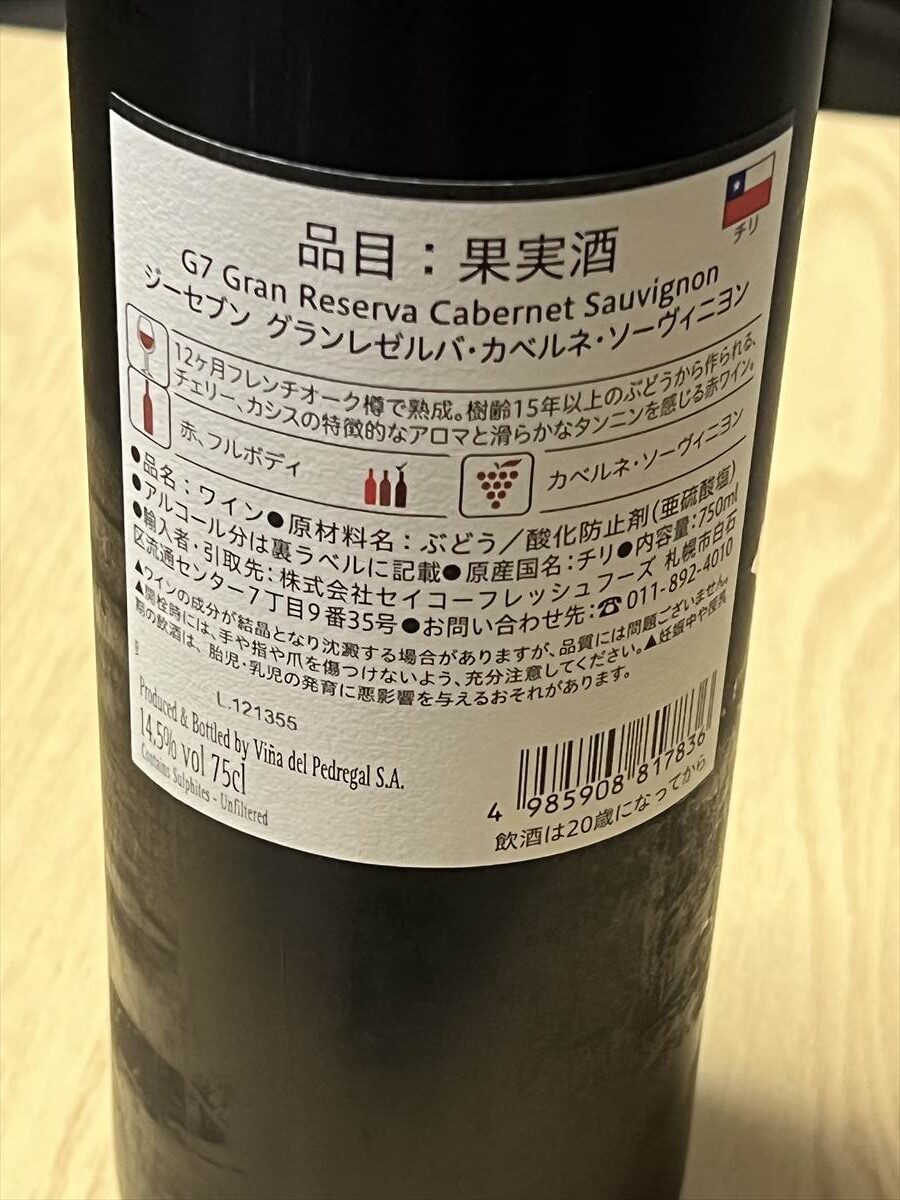 チリ
品目：果実酒
G7 Gran Reserva Cabernet Sauvignon
ジーセブン グランレゼルバ・カベルネ・ソーヴィニヨン
12ヶ月フレンチオーク樽で熟成。樹齢15年以上のぶどうから作られる、
チェリー、カシスの特徴的なアロマと滑らかなタンニンを感じる赤ワイン。
赤、フルボディ
カベルネ・ソーヴィニヨン
●品名：ワイン●原材料名：ぶどう／酸化防止剤(亜硫酸塩)
●アルコール分は裏ラベルに記載●原産国名：チリ●内容量：750ml
●輸入者・引取先：株式会社セイコーフレッシュフーズ 札幌市白石
区流通センター7丁目9番35号●お問い合わせ先：☎011-892-4010
▲ワインの成分が結晶となり沈澱する場合がありますが、品質には問題ございません。
▲開栓時には、手や指や爪を傷つけないよう、充分注意してください。▲妊娠中や授乳
期の飲酒は、胎児・乳児の発育に悪影響を与えるおそれがあります。
L.121355
Produced & Bottled by Viña del Pedregal S.A.
14.5% vol 75cl
Contains Sulphites - Unfiltered
4 985908 817836
飲酒は20歳になってから